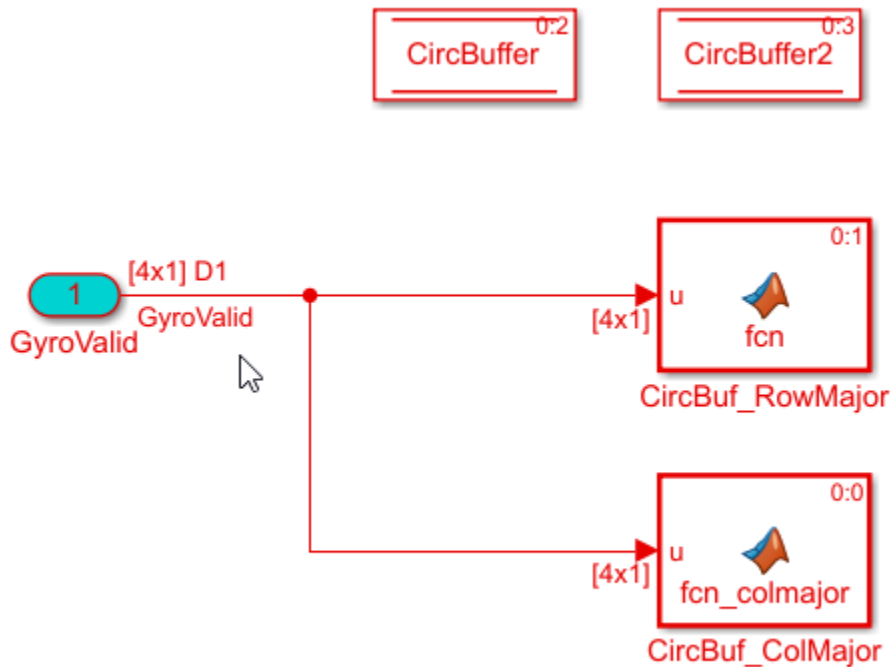 0:2
CircBuffer
0:3
CircBuffer2
[4x1] D1
1
GyroValid
GyroValid
0:1
u
[4x1]
fcn
CircBuf_RowMajor
0:0
u
[4x1]
fcn_colmajor
CircBuf_ColMajor